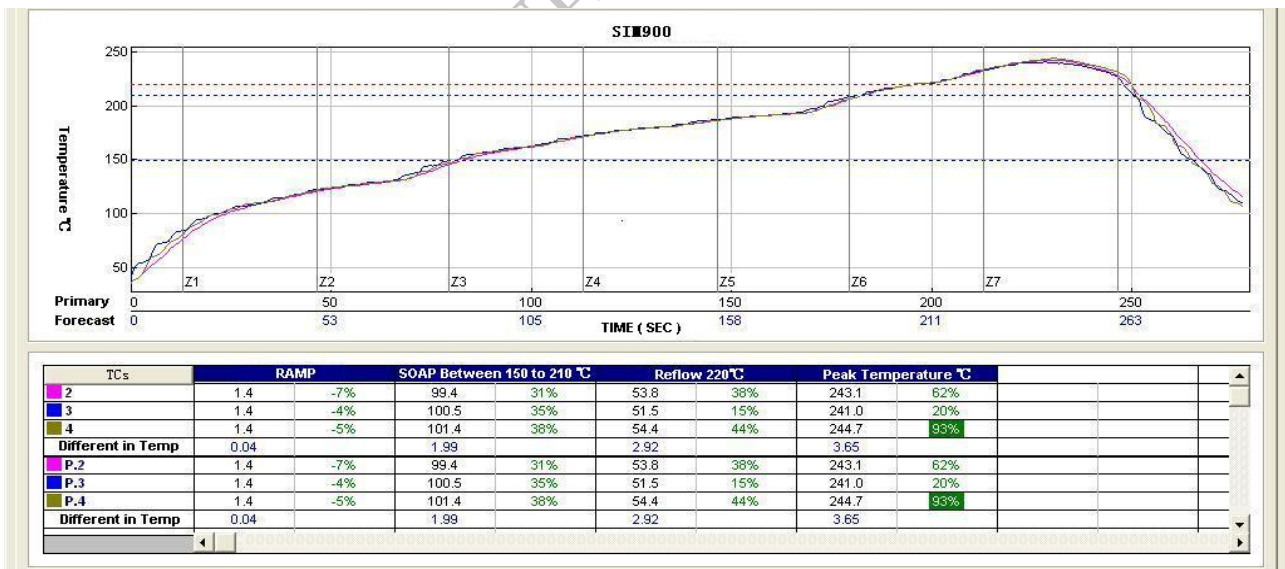 SIM900
250
200
150
100
50
Temperature ℃
Z1 Z2 Z3 Z4 Z5 Z6 Z7
Primary 0 50 100 150 200 250
Forecast 0 53 105 158 211 263
TIME ( SEC )
TCs RAMP SOAP Between 150 to 210 ℃ Reflow 220℃ Peak Temperature ℃
2 1.4 -7% 99.4 31% 53.8 38% 243.1 62%
3 1.4 -4% 100.5 35% 51.5 15% 241.0 20%
4 1.4 -5% 101.4 38% 54.4 44% 244.7 93%
Different in Temp 0.04 1.99 2.92 3.65
P.2 1.4 -7% 99.4 31% 53.8 38% 243.1 62%
P.3 1.4 -4% 100.5 35% 51.5 15% 241.0 20%
P.4 1.4 -5% 101.4 38% 54.4 44% 244.7 93%
Different in Temp 0.04 1.99 2.92 3.65